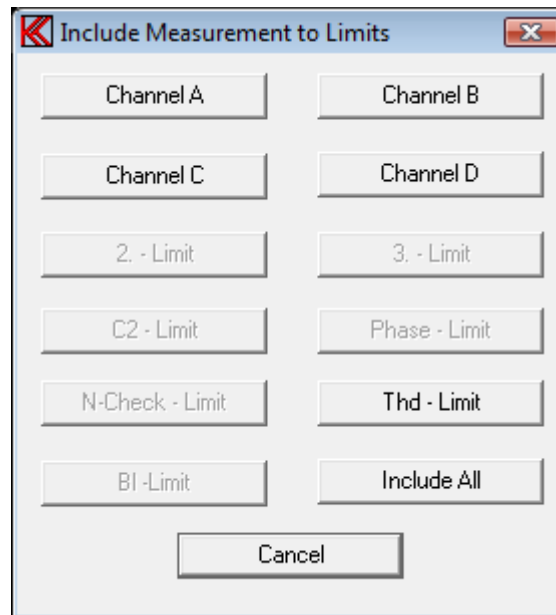 Include Measurement to Limits
Channel A
Channel B
Channel C
Channel D
2. - Limit
3. - Limit
C2 - Limit
Phase - Limit
N-Check - Limit
Thd - Limit
Bl -Limit
Include All
Cancel